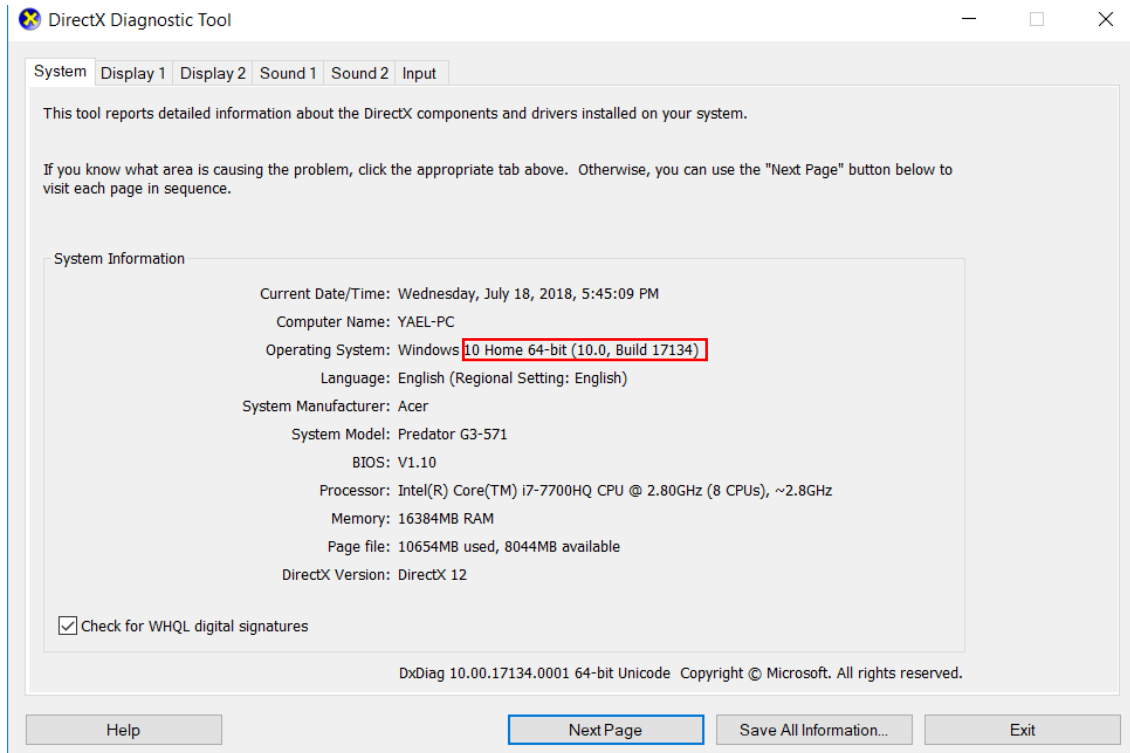 DirectX Diagnostic Tool
System Display 1 Display 2 Sound 1 Sound 2 Input
This tool reports detailed information about the DirectX components and drivers installed on your system.
If you know what area is causing the problem, click the appropriate tab above. Otherwise, you can use the "Next Page" button below to
visit each page in sequence.
System Information
Current Date/Time: Wednesday, July 18, 2018, 5:45:09 PM
Computer Name: YAEL-PC
Operating System: Windows 10 Home 64-bit (10.0, Build 17134)
Language: English (Regional Setting: English)
System Manufacturer: Acer
System Model: Predator G3-571
BIOS: V1.10
Processor: Intel(R) Core(TM) i7-7700HQ CPU @ 2.80GHz (8 CPUs), ~2.8GHz
Memory: 16384MB RAM
Page file: 10654MB used, 8044MB available
DirectX Version: DirectX 12
Check for WHQL digital signatures
DxDiag 10.00.17134.0001 64-bit Unicode Copyright © Microsoft. All rights reserved.
Help Next Page Save All Information... Exit